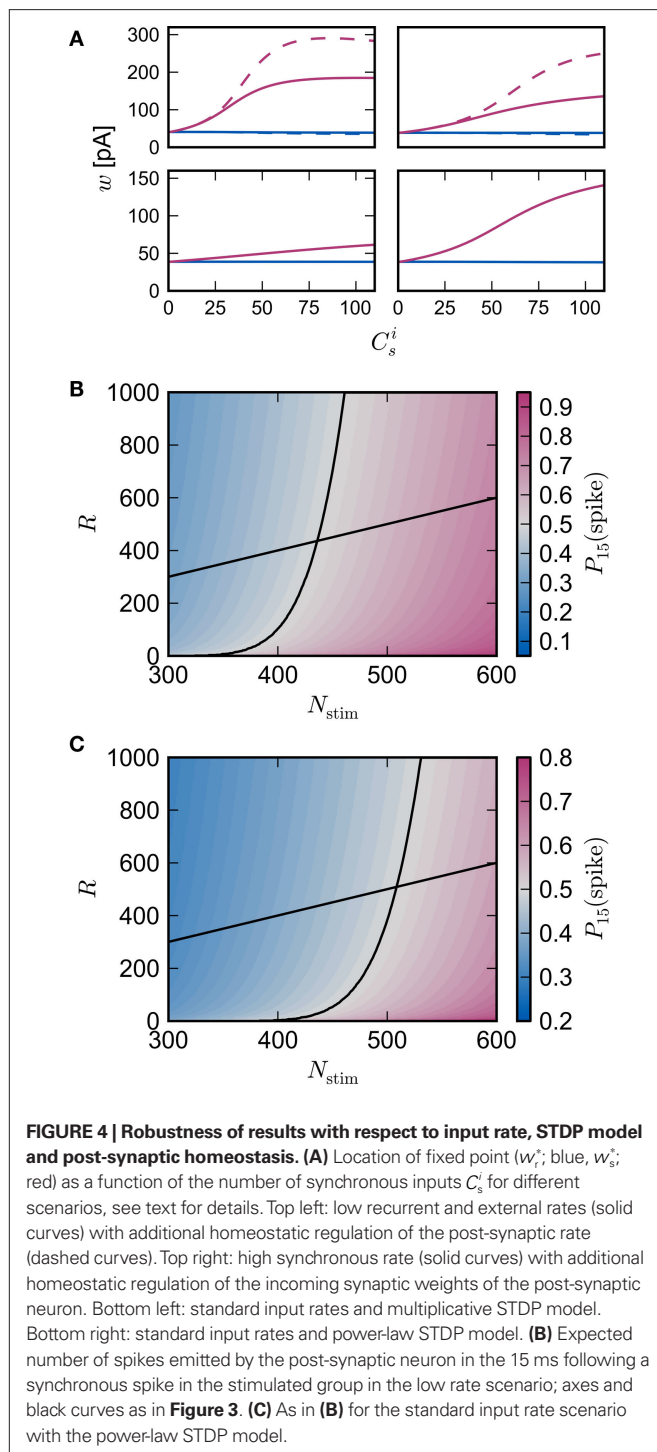 A
300
200
100
0
w [pA]
150
100
50
0
0 25 50 75 100
0 25 50 75 100
C_s^i
B
1000
800
600
400
200
0
R
300 400 500 600
N_stim
0.9
0.8
0.7
0.6
0.5
0.4
0.3
0.2
0.1
P_15(spike)
C
1000
800
600
400
200
0
R
300 400 500 600
N_stim
0.8
0.7
0.6
0.5
0.4
0.3
0.2
P_15(spike)
FIGURE 4 | Robustness of results with respect to input rate, STDP model
and post-synaptic homeostasis. (A) Location of fixed point (w_r^*; blue, w_s^*;
red) as a function of the number of synchronous inputs C_s^i for different
scenarios, see text for details. Top left: low recurrent and external rates (solid
curves) with additional homeostatic regulation of the post-synaptic rate
(dashed curves). Top right: high synchronous rate (solid curves) with additional
homeostatic regulation of the incoming synaptic weights of the post-synaptic
neuron. Bottom left: standard input rates and multiplicative STDP model.
Bottom right: standard input rates and power-law STDP model. (B) Expected
number of spikes emitted by the post-synaptic neuron in the 15 ms following a
synchronous spike in the stimulated group in the low rate scenario; axes and
black curves as in Figure 3. (C) As in (B) for the standard input rate scenario
with the power-law STDP model.